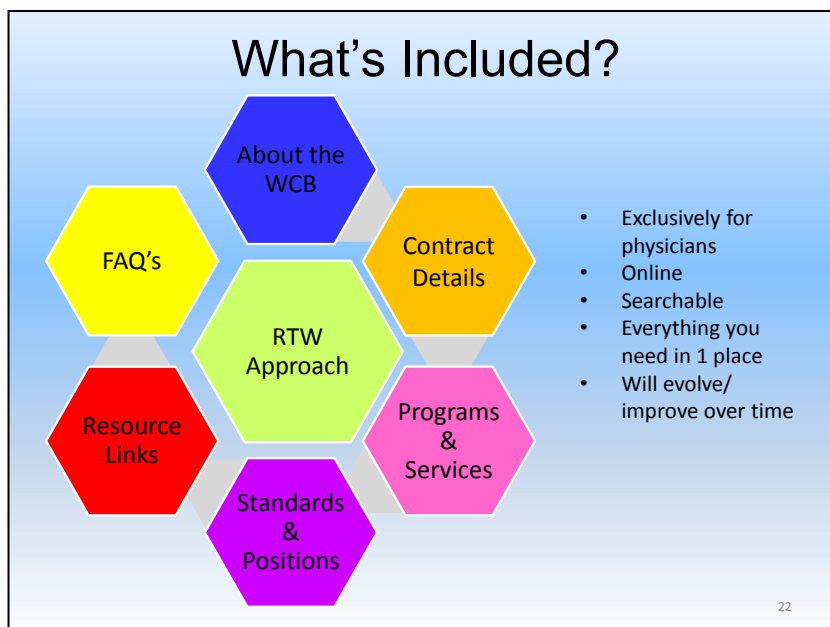 What’s Included?
About the
WCB
Contract
Details
Programs
&
Services
Standards
&
Positions
Resource
Links
FAQ’s
RTW
Approach
• Exclusively for
physicians
• Online
• Searchable
• Everything you
need in 1 place
• Will evolve/
improve over time
22